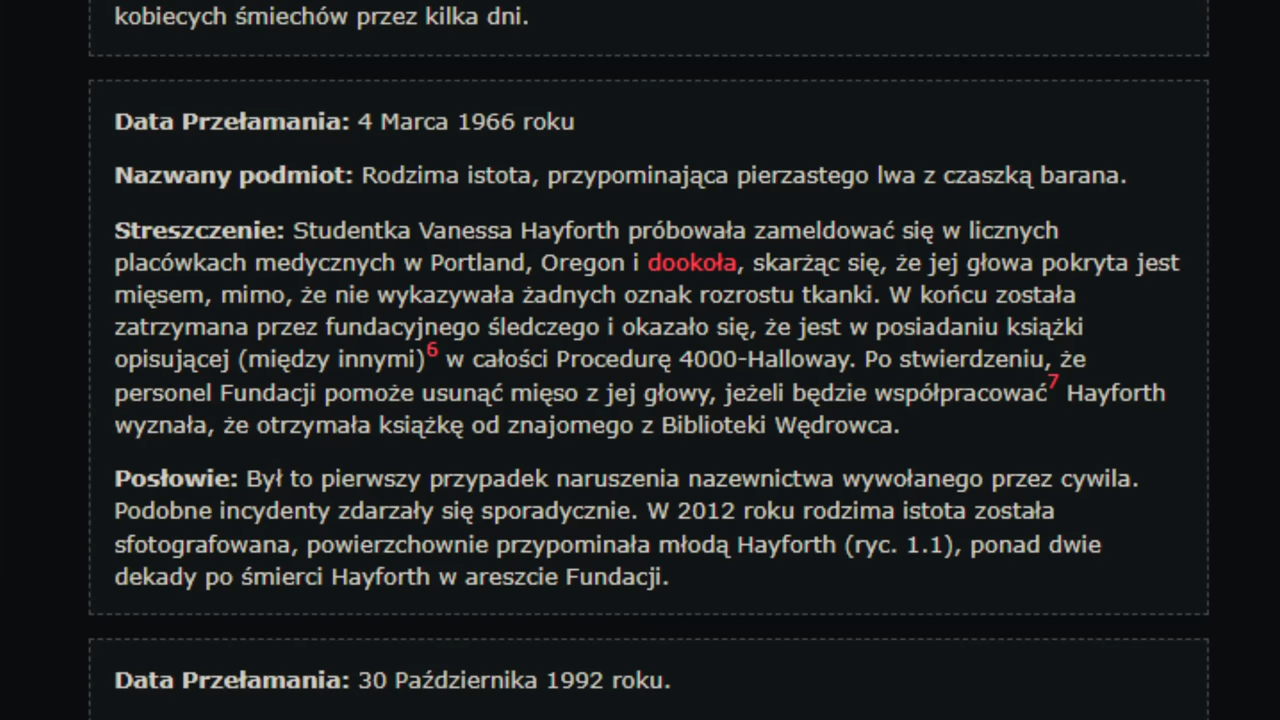 kobiecych śmiechów przez kilka dni.
Data Przełamania: 4 Marca 1966 roku
Nazwany podmiot: Rodzima istota, przypominająca pierzastego lwa z czaszką barana.
Streszczenie: Studentka Vanessa Hayforth próbowała zameldować się w licznych
placówkach medycznych w Portland, Oregon i dookoła, skarżąc się, że jej głowa pokryta jest
mięsem, mimo, że nie wykazywała żadnych oznak rozrostu tkanki. W końcu została
zatrzymana przez fundacyjnego śledczego i okazało się, że jest w posiadaniu książki
opisującej (między innymi)6 w całości Procedurę 4000-Halloway. Po stwierdzeniu, że
personel Fundacji pomoże usunąć mięso z jej głowy, jeżeli będzie współpracować7 Hayforth
wyznała, że otrzymała książkę od znajomego z Biblioteki Wędrowca.
Posłowie: Był to pierwszy przypadek naruszenia nazewnictwa wywołanego przez cywila.
Podobne incydenty zdarzały się sporadycznie. W 2012 roku rodzima istota została
sfotografowana, powierzchownie przypominała młodą Hayforth (ryc. 1.1), ponad dwie
dekady po śmierci Hayforth w areszcie Fundacji.
Data Przełamania: 30 Października 1992 roku.